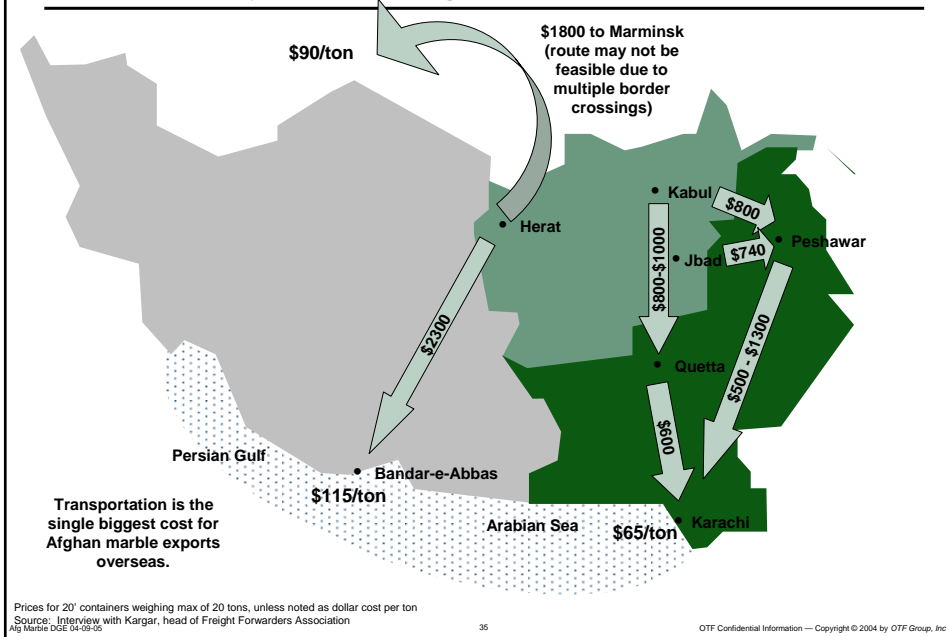 $90/ton
$1800 to Marminsk
(route may not be
feasible due to
multiple border
crossings)
Kabul
$800
Herat
Peshawar
Jbad
$740
$800-$1000
$2300
Quetta
$500 - $1300
$600
Persian Gulf
Bandar-e-Abbas
$115/ton
Transportation is the
single biggest cost for
Afghan marble exports
overseas.
Arabian Sea
Karachi
$65/ton
Prices for 20' containers weighing max of 20 tons, unless noted as dollar cost per ton
Source: Interview with Kargar, head of Freight Forwarders Association
Afg Marble DGE 04-09-05
35
OTF Confidential Information — Copyright © 2004 by OTF Group, Inc